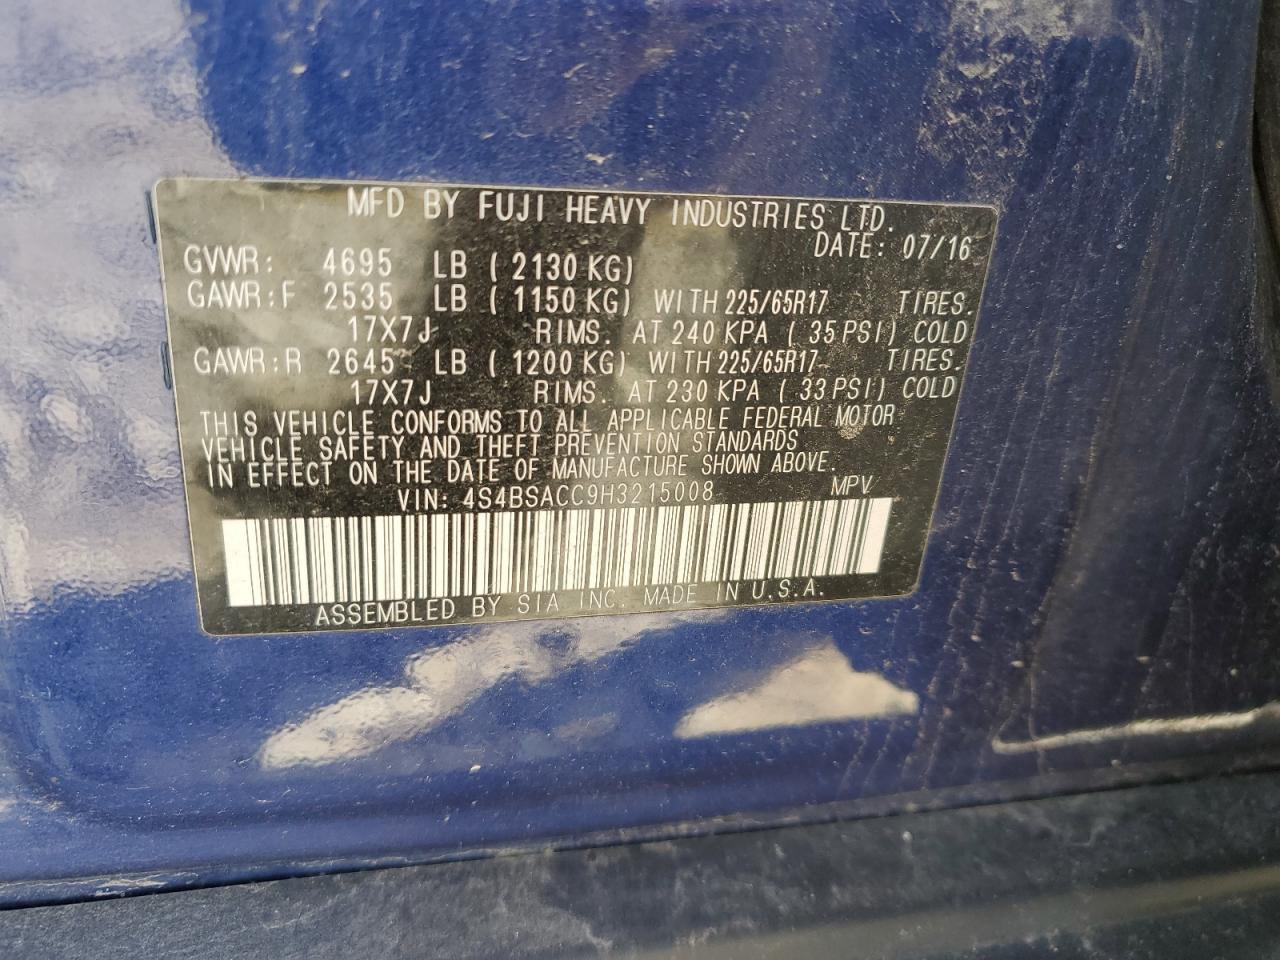 MFD BY FUJI HEAVY INDUSTRIES LTD.
DATE: 07/16
GVWR: 4695 LB ( 2130 KG)
GAWR:F 2535 LB ( 1150 KG) WITH 225/65R17 TIRES.
17X7J RIMS. AT 240 KPA ( 35 PSI) COLD
GAWR:R 2645 LB ( 1200 KG) WITH 225/65R17 TIRES.
17X7J RIMS. AT 230 KPA ( 33 PSI) COLD
THIS VEHICLE CONFORMS TO ALL APPLICABLE FEDERAL MOTOR
VEHICLE SAFETY AND THEFT PREVENTION STANDARDS
IN EFFECT ON THE DATE OF MANUFACTURE SHOWN ABOVE.
VIN: 4S4BSACC9H3215008 MPV
ASSEMBLED BY SIA INC. MADE IN U.S.A.